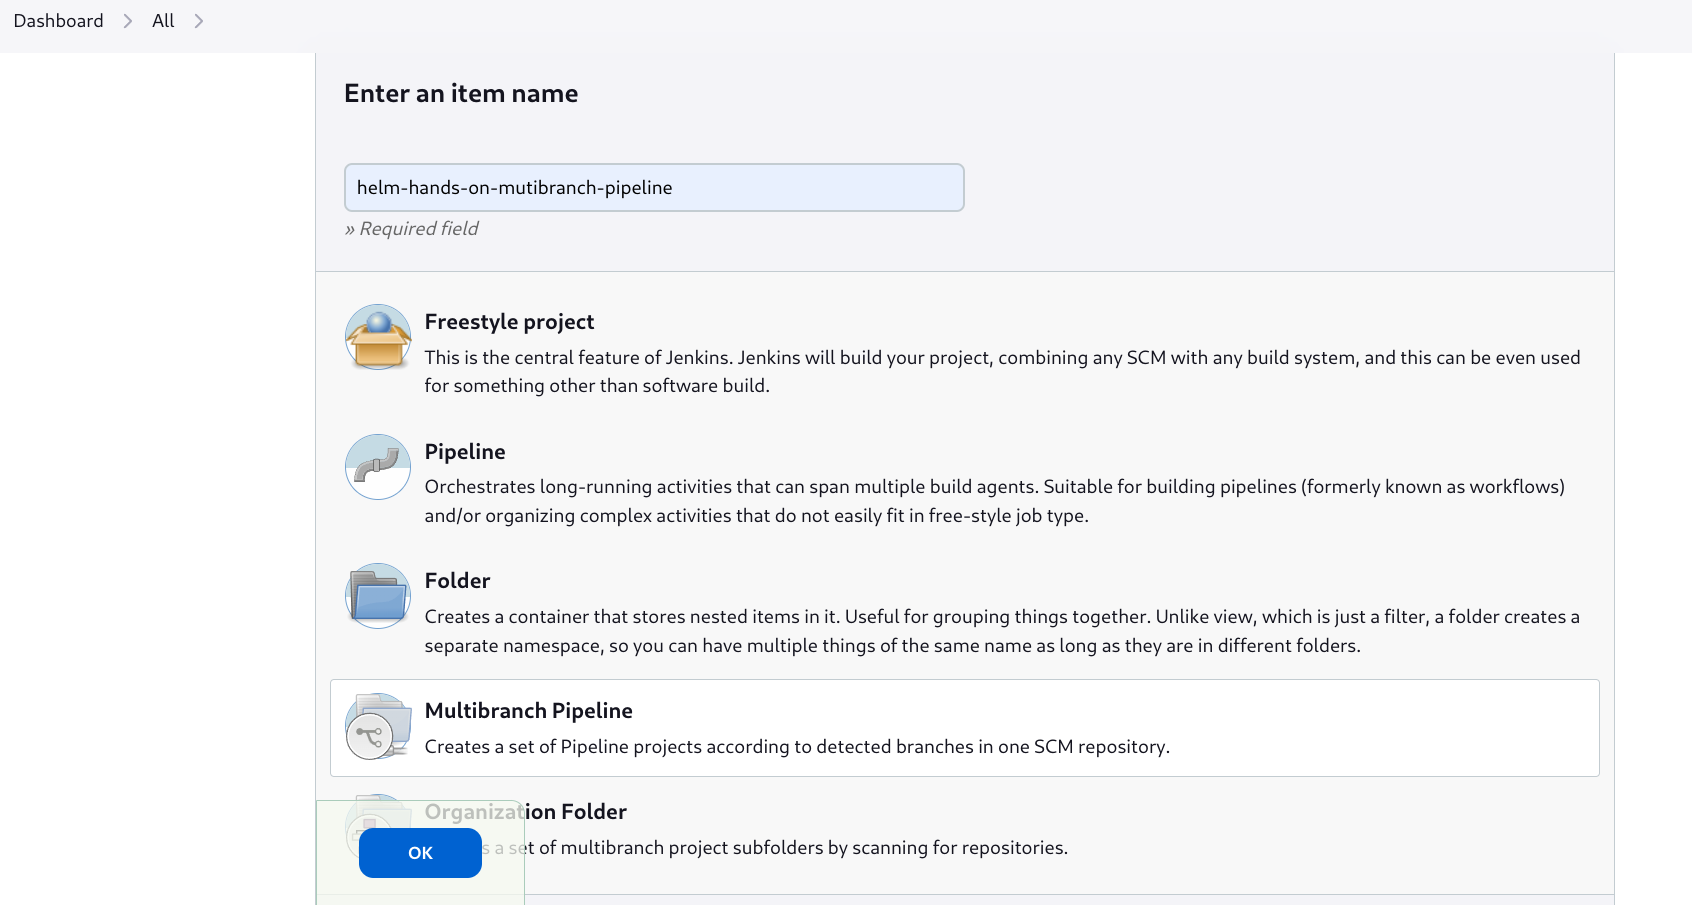 Dashboard > All >
Enter an item name
helm-hands-on-mutibranch-pipeline
» Required field
Freestyle project
This is the central feature of Jenkins. Jenkins will build your project, combining any SCM with any build system, and this can be even used
for something other than software build.
Pipeline
Orchestrates long-running activities that can span multiple build agents. Suitable for building pipelines (formerly known as workflows)
and/or organizing complex activities that do not easily fit in free-style job type.
Folder
Creates a container that stores nested items in it. Useful for grouping things together. Unlike view, which is just a filter, a folder creates a
separate namespace, so you can have multiple things of the same name as long as they are in different folders.
Multibranch Pipeline
Creates a set of Pipeline projects according to detected branches in one SCM repository.
Organization Folder
a set of multibranch project subfolders by scanning for repositories.
OK